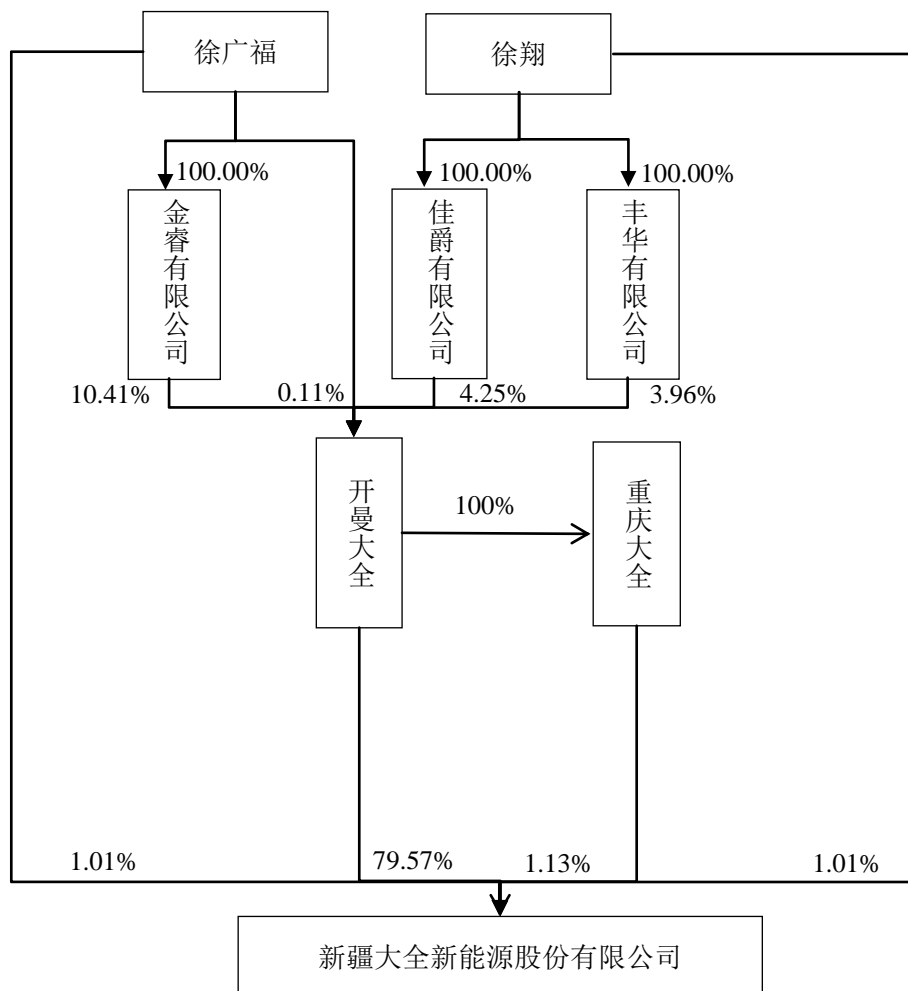 徐广福
徐翔
100.00%
100.00%
100.00%
金睿有限公司
佳爵有限公司
丰华有限公司
10.41%
0.11%
4.25%
3.96%
开曼大全
100%
重庆大全
1.01%
79.57%
1.13%
1.01%
新疆大全新能源股份有限公司